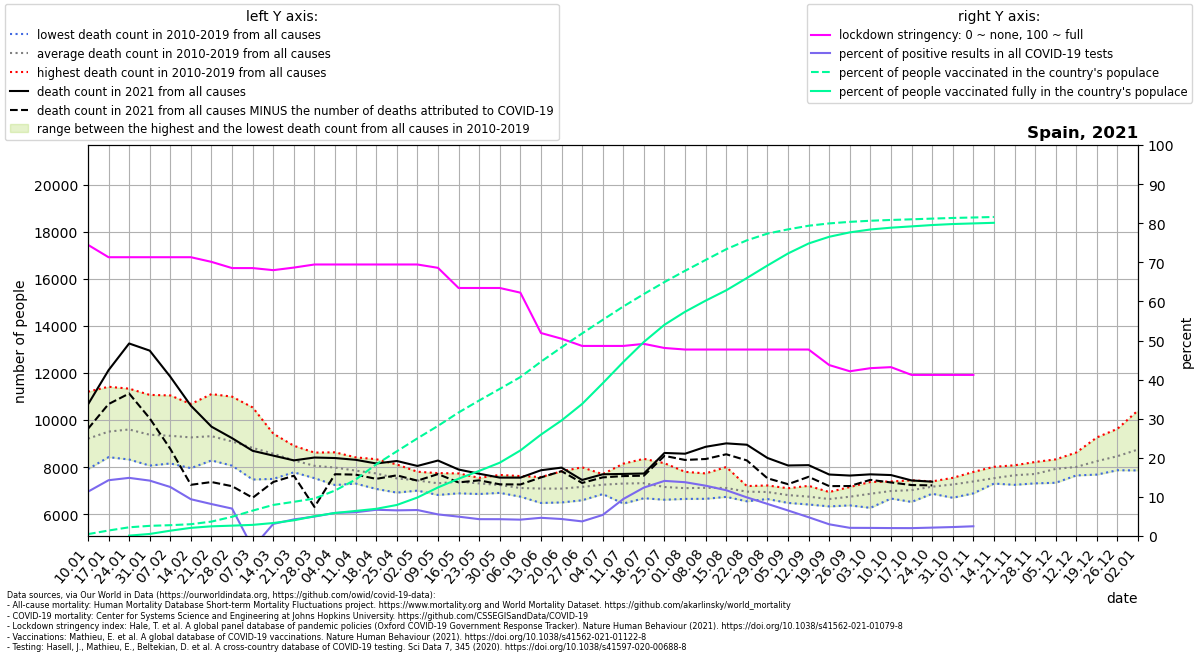 left Y axis:
lowest death count in 2010-2019 from all causes
average death count in 2010-2019 from all causes
highest death count in 2010-2019 from all causes
death count in 2021 from all causes
death count in 2021 from all causes MINUS the number of deaths attributed to COVID-19
range between the highest and the lowest death count from all causes in 2010-2019
right Y axis:
lockdown stringency: 0 ~ none, 100 ~ full
percent of positive results in all COVID-19 tests
percent of people vaccinated in the country's populace
percent of people vaccinated fully in the country's populace
Spain, 2021
number of people
20000
18000
16000
14000
12000
10000
8000
6000
100
90
80
70
60
50
40
30
20
10
0
percent
10.01 17.01 24.01 31.01 07.02 14.02 21.02 28.02 07.03 14.03 21.03 28.03 04.04 11.04 18.04 25.04 02.05 09.05 16.05 23.05 30.05 06.06 13.06 20.06 27.06 04.07 11.07 18.07 25.07 01.08 08.08 15.08 22.08 29.08 05.09 12.09 19.09 26.09 03.10 10.10 17.10 24.10 31.10 07.11 14.11 21.11 28.11 05.12 12.12 19.12 26.12 02.01
date
Data sources, via Our World in Data (https://ourworldindata.org, https://github.com/owid/covid-19-data):
- All-cause mortality: Human Mortality Database Short-term Mortality Fluctuations project. https://www.mortality.org and World Mortality Dataset. https://github.com/akarlinsky/world_mortality
- COVID-19 mortality: Center for Systems Science and Engineering at Johns Hopkins University. https://github.com/CSSEGISandData/COVID-19
- Lockdown stringency index: Hale, T. et al. A global panel database of pandemic policies (Oxford COVID-19 Government Response Tracker). Nature Human Behaviour (2021). https://doi.org/10.1038/s41562-021-01079-8
- Vaccinations: Mathieu, E. et al. A global database of COVID-19 vaccinations. Nature Human Behaviour (2021). https://doi.org/10.1038/s41562-021-01122-8
- Testing: Hasell, J., Mathieu, E., Beltekian, D. et al. A cross-country database of COVID-19 testing. Sci Data 7, 345 (2020). https://doi.org/10.1038/s41597-020-00688-8